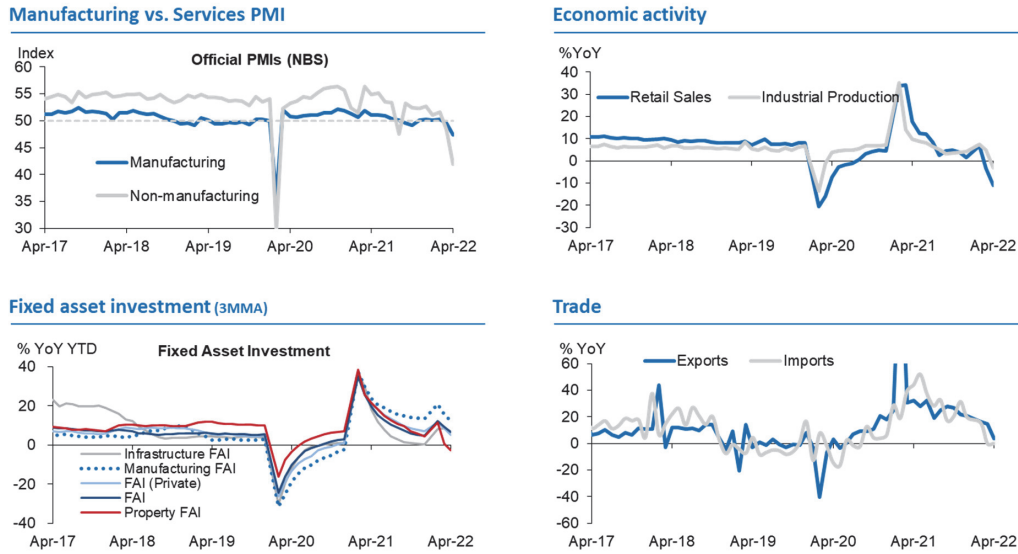 Manufacturing vs. Services PMI
Index
Official PMIs (NBS)
60
55
50
45
40
35
30
Manufacturing
Non-manufacturing
Apr-17 Apr-18 Apr-19 Apr-20 Apr-21 Apr-22
Economic activity
%YoY
40
30
20
10
0
-10
-20
-30
Retail Sales
Industrial Production
Apr-17 Apr-18 Apr-19 Apr-20 Apr-21 Apr-22
Fixed asset investment (3MMA)
% YoY YTD
Fixed Asset Investment
40
20
0
-20
-40
Infrastructure FAI
Manufacturing FAI
FAI (Private)
FAI
Property FAI
Apr-17 Apr-18 Apr-19 Apr-20 Apr-21 Apr-22
Trade
% YoY
Exports
Imports
60
40
20
0
-20
-40
-60
Apr-17 Apr-18 Apr-19 Apr-20 Apr-21 Apr-22